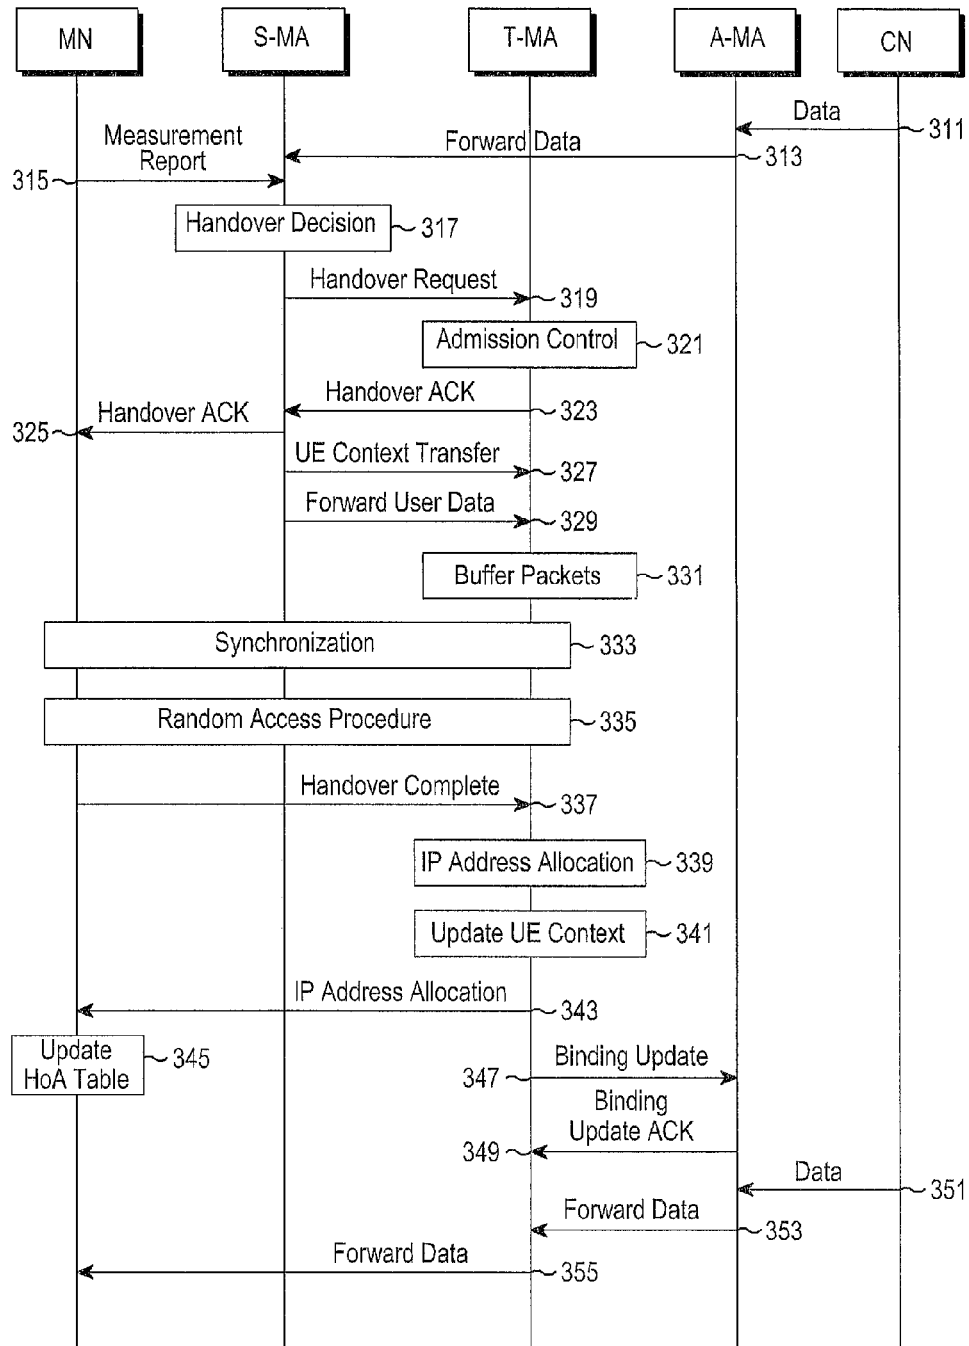 MN
S-MA
T-MA
A-MA
CN
Data
311
Forward Data
313
Measurement
Report
315
Handover Decision
317
Handover Request
319
Admission Control
321
Handover ACK
323
Handover ACK
325
UE Context Transfer
327
Forward User Data
329
Buffer Packets
331
Synchronization
333
Random Access Procedure
335
Handover Complete
337
IP Address Allocation
339
Update UE Context
341
IP Address Allocation
343
Update
HoA Table
345
Binding Update
347
Binding
Update ACK
349
Data
351
Forward Data
353
Forward Data
355